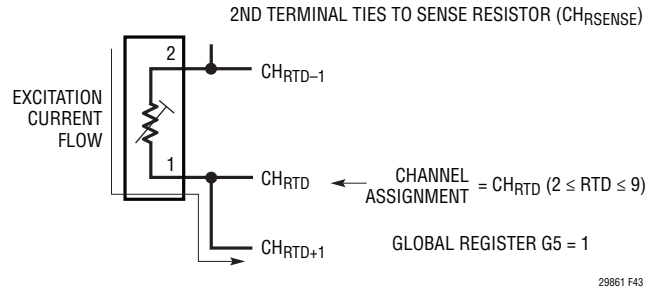 2ND TERMINAL TIES TO SENSE RESISTOR (CHRSENSE)
2
CHRTD–1
EXCITATION
CURRENT
FLOW
1
CHRTD
CHANNEL
ASSIGNMENT
= CHRTD (2 ≤ RTD ≤ 9)
CHRTD+1
GLOBAL REGISTER G5 = 1
29861 F43